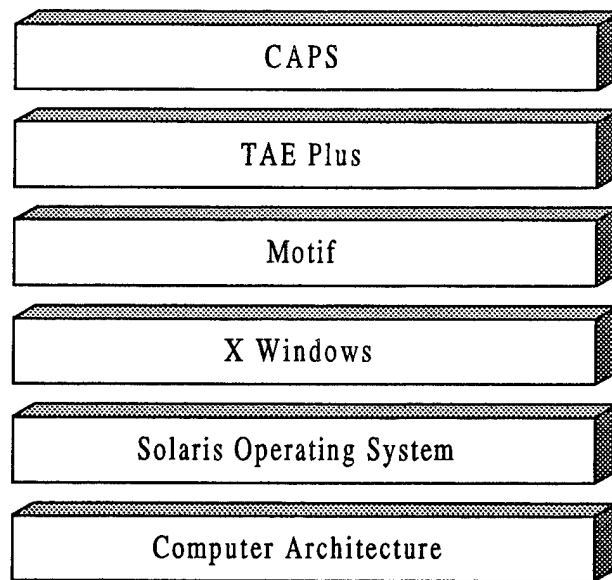 CAPS
TAE Plus
Motif
X Windows
Solaris Operating System
Computer Architecture